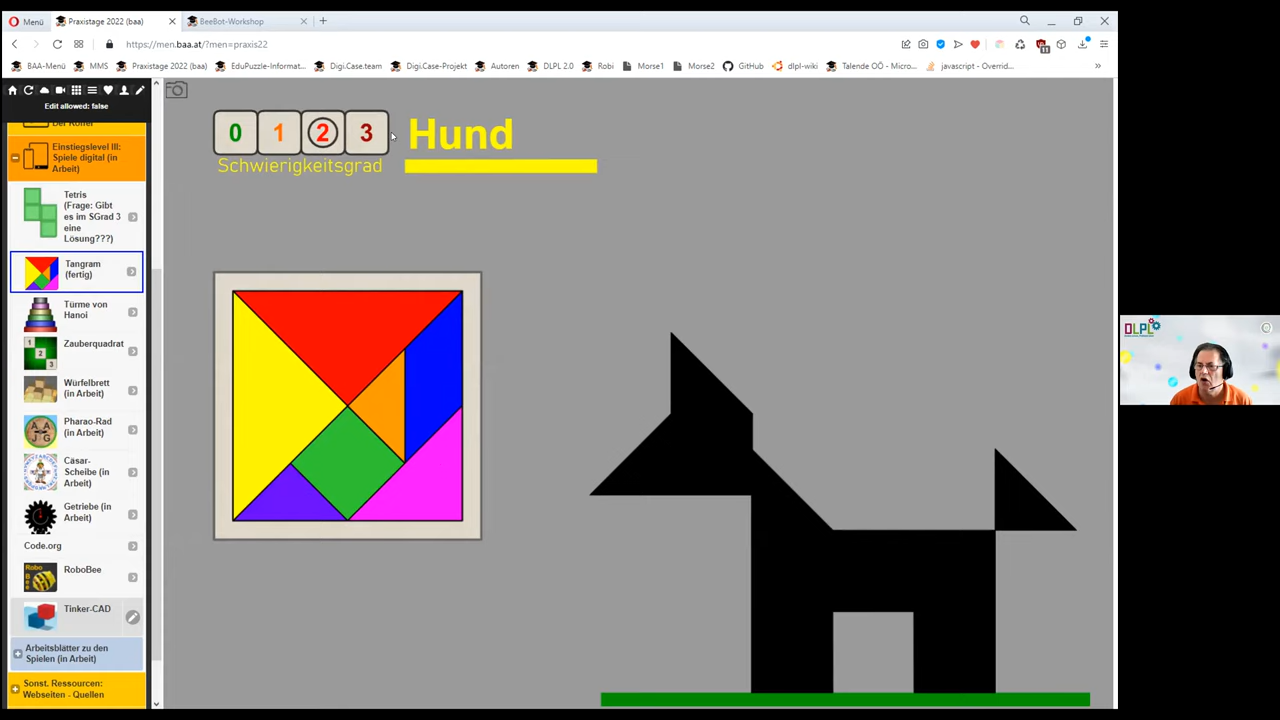 Menü
Praxistage 2022 (baa)
BeeBot-Workshop
https://men.baa.at/?men=praxis22
BAA-Menü
MMS
Praxistage 2022 (baa)
EduPuzzle-Informat...
Digi.Case.team
Digi.Case-Projekt
Autoren
DLPL 2.0
Robi
Morse1
Morse2
GitHub
dlpl-wiki
Talende OÖ - Micro...
javascript - Overrid...
Edit allowed: false
Der Koffer
Einstiegslevel III:
Spiele digital (in
Arbeit)
Tetris
(Frage: Gibt
es im SGrad 3
eine
Lösung???)
Tangram
(fertig)
Türme von
Hanoi
Zauberquadrat
Würfelbrett
(in Arbeit)
Pharao-Rad
(in Arbeit)
Cäsar-
Scheibe (in
Arbeit)
Getriebe (in
Arbeit)
Code.org
RoboBee
Tinker-CAD
Arbeitsblätter zu den
Spielen (in Arbeit)
Sonst. Ressourcen:
Webseiten - Quellen
0 1 2 3
Schwierigkeitsgrad
Hund
DLPL